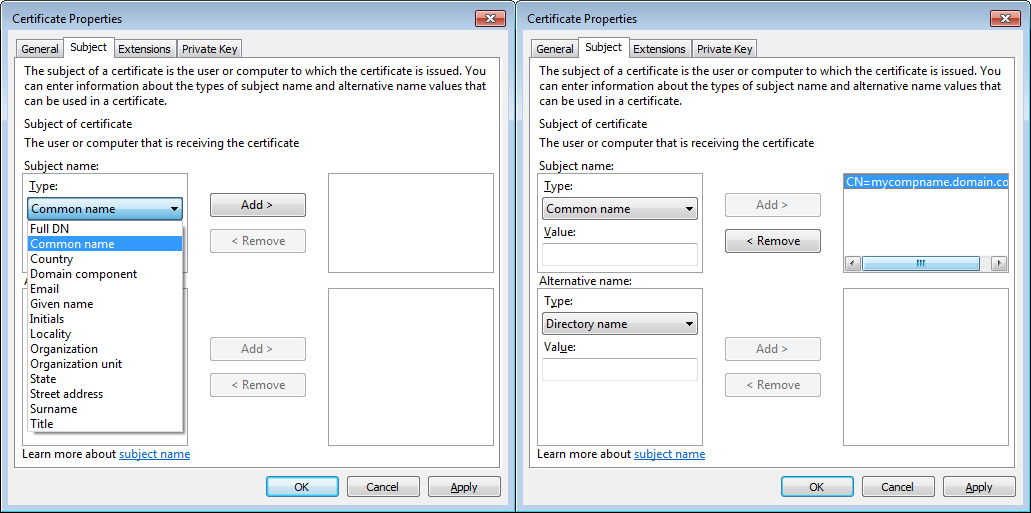 Certificate Properties
General Subject Extensions Private Key
The subject of a certificate is the user or computer to which the certificate is issued. You
can enter information about the types of subject name and alternative name values that
can be used in a certificate.
Subject of certificate
The user or computer that is receiving the certificate
Subject name:
Type:
Common name
Add >
< Remove
Full DN
Common name
Country
Domain component
Email
Given name
Initials
Locality
Organization
Organization unit
State
Street address
Surname
Title
Add >
< Remove
Learn more about subject name
OK Cancel Apply
Certificate Properties
General Subject Extensions Private Key
The subject of a certificate is the user or computer to which the certificate is issued. You
can enter information about the types of subject name and alternative name values that
can be used in a certificate.
Subject of certificate
The user or computer that is receiving the certificate
Subject name:
Type:
Common name
Value:
Add >
< Remove
CN=mycompname.domain.co
Alternative name:
Type:
Directory name
Value:
Add >
< Remove
Learn more about subject name
OK Cancel Apply